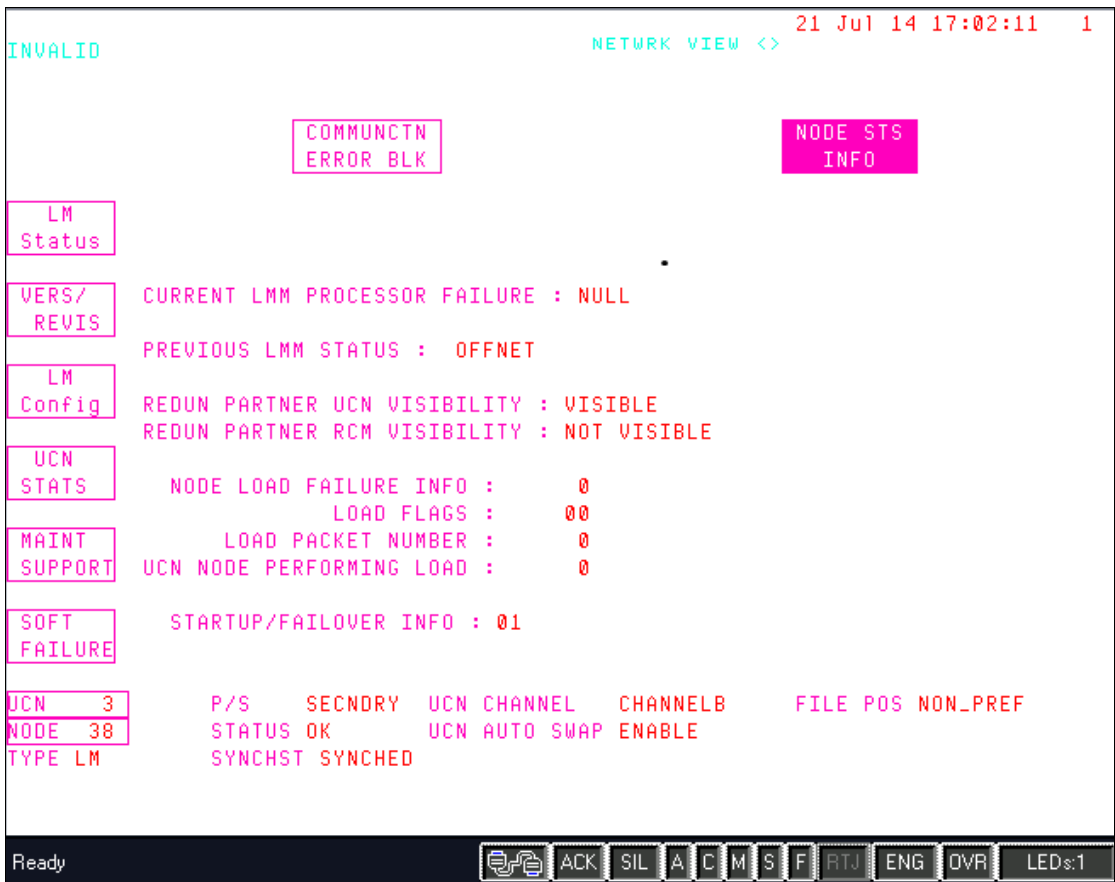 21 Jul 14 17:02:11 1
INVALID NETWRK VIEW <>
COMMUNCTN
ERROR BLK
NODE STS
INFO
LM
Status
VERS/
REVIS
CURRENT LMM PROCESSOR FAILURE : NULL
PREVIOUS LMM STATUS : OFFNET
LM
Config
REDUN PARTNER UCN VISIBILITY : VISIBLE
REDUN PARTNER RCM VISIBILITY : NOT VISIBLE
UCN
STATS
NODE LOAD FAILURE INFO : 0
LOAD FLAGS : 00
MAINT
SUPPORT
LOAD PACKET NUMBER : 0
UCN NODE PERFORMING LOAD : 0
SOFT
FAILURE
STARTUP/FAILOVER INFO : 01
UCN 3 P/S SECNDRY UCN CHANNEL CHANNELB FILE POS NON_PREF
NODE 38 STATUS OK UCN AUTO SWAP ENABLE
TYPE LM SYNCHST SYNCHED
Ready ACK SIL A C M S F RTJ ENG OVR LEDs:1